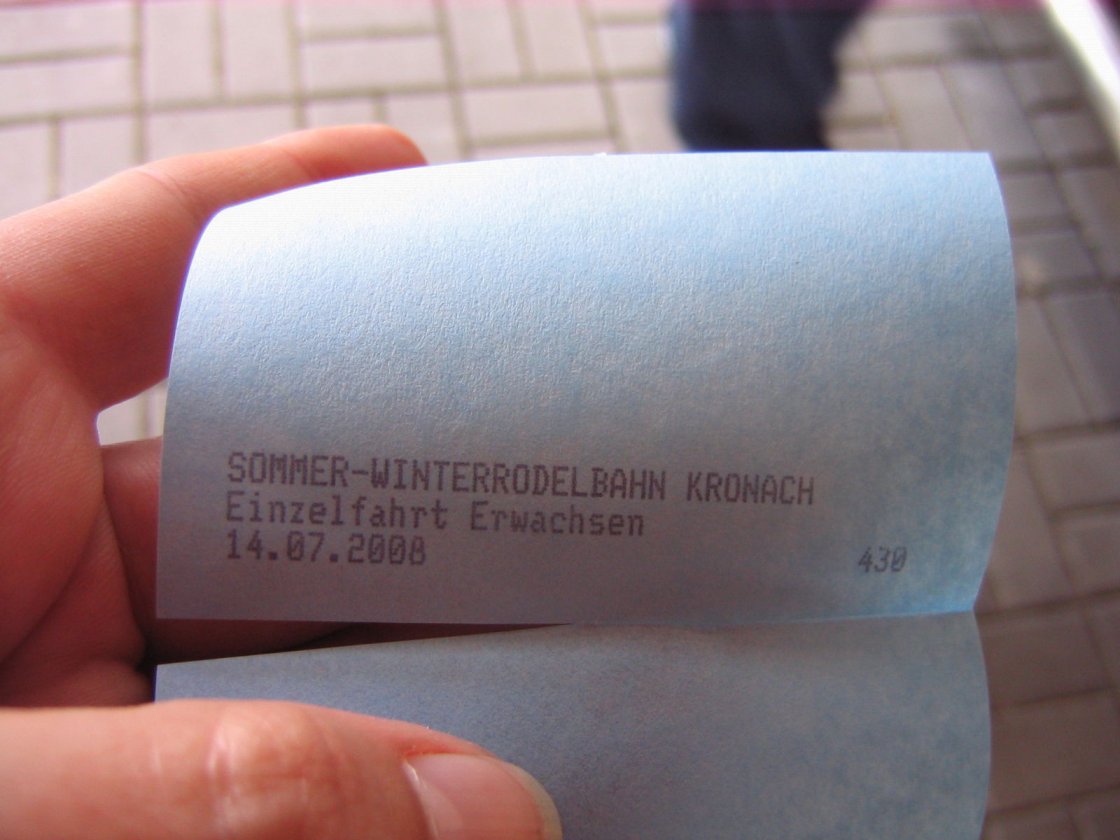 SOMMER-WINTERRODELBAHN KRONACH
Einzelfahrt Erwachsen
14.07.2008 430